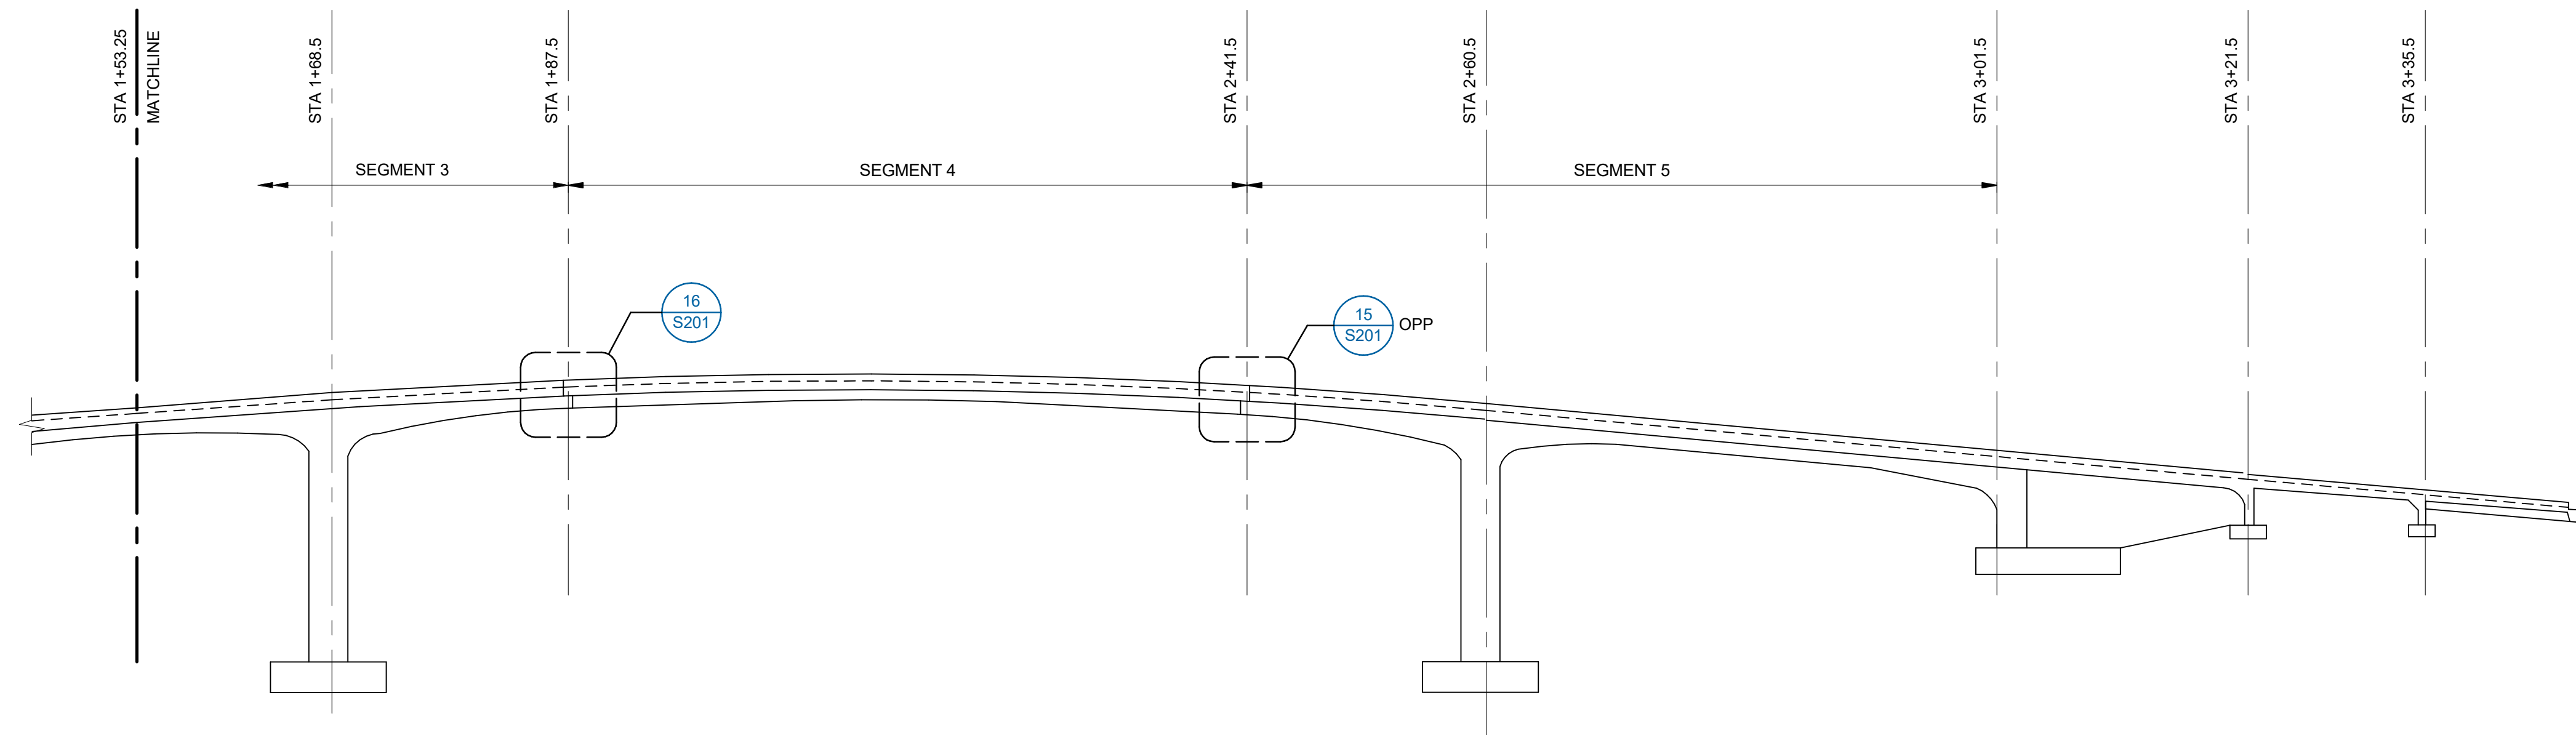 STA 1+53.25
MATCHLINE
STA 1+68.5
STA 1+87.5
STA 2+41.5
STA 2+60.5
STA 3+01.5
STA 3+21.5
STA 3+35.5
SEGMENT 3
SEGMENT 4
SEGMENT 5
16
S201
15
S201
OPP